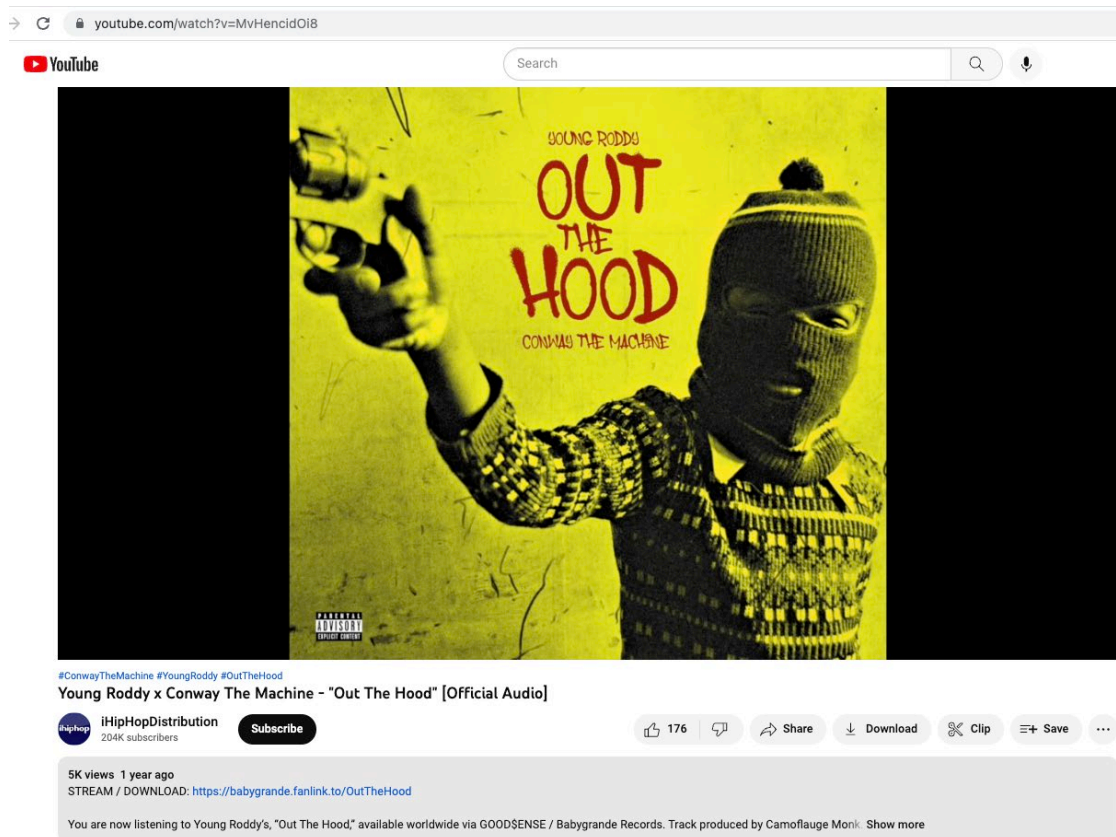 youtube.com/watch?v=MvHencidOi8
YouTube
Search
YOUNG RODDY
OUT
THE
HOOD
CONWAY THE MACHINE
PARENTAL
ADVISORY
EXPLICIT CONTENT
#ConwayTheMachine #YoungRoddy #OutTheHood
Young Roddy x Conway The Machine - "Out The Hood" [Official Audio]
ihiphop
iHipHopDistribution
204K subscribers
Subscribe
176
Share
Download
Clip
Save
5K views 1 year ago
STREAM / DOWNLOAD: https://babygrande.fanlink.to/OutTheHood
You are now listening to Young Roddy's, "Out The Hood," available worldwide via GOOD$ENSE / Babygrande Records. Track produced by Camoflauge Monk. Show more